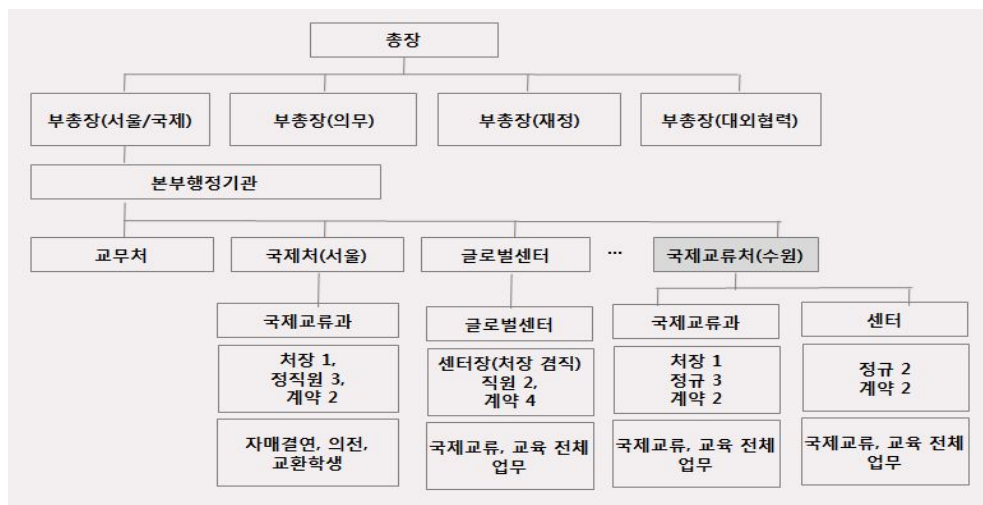 총장
부총장(서울/국제)
부총장(의무)
부총장(재정)
부총장(대외협력)
본부행정기관
교무처
국제처(서울)
글로벌센터
...
국제교류처(수원)
국제교류과
글로벌센터
국제교류과
센터
처장 1,
정직원 3,
계약 2
센터장(처장 겸직)
직원 2,
계약 4
처장 1
정규 3
계약 2
정규 2
계약 2
자매결연, 의전,
교환학생
국제교류, 교육 전체
업무
국제교류, 교육 전체
업무
국제교류, 교육 전체
업무